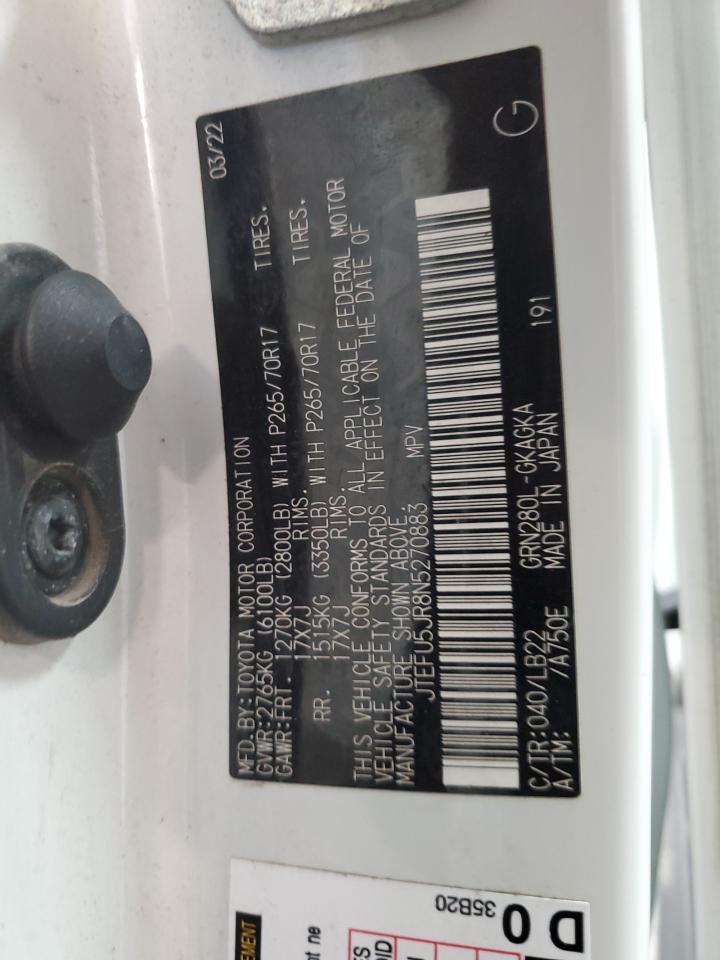 MFD.BY:TOYOTA MOTOR CORPORATION 03/22
GVWR:2765KG (6100LB)
GAWR:FRT. 1270KG (2800LB) WITH P265/70R17 TIRES.
17X7J RIMS.
RR. 1515KG (3350LB) WITH P265/70R17 TIRES.
17X7J RIMS.
THIS VEHICLE CONFORMS TO ALL APPLICABLE FEDERAL MOTOR
VEHICLE SAFETY STANDARDS IN EFFECT ON THE DATE OF
MANUFACTURE SHOWN ABOVE.
JTEFU5JR8N5270883 MPV
C/TR:040/LB22 GRN280L-GKAGKA 191
A/TM: /A750E MADE IN JAPAN
G
35B20
D 0